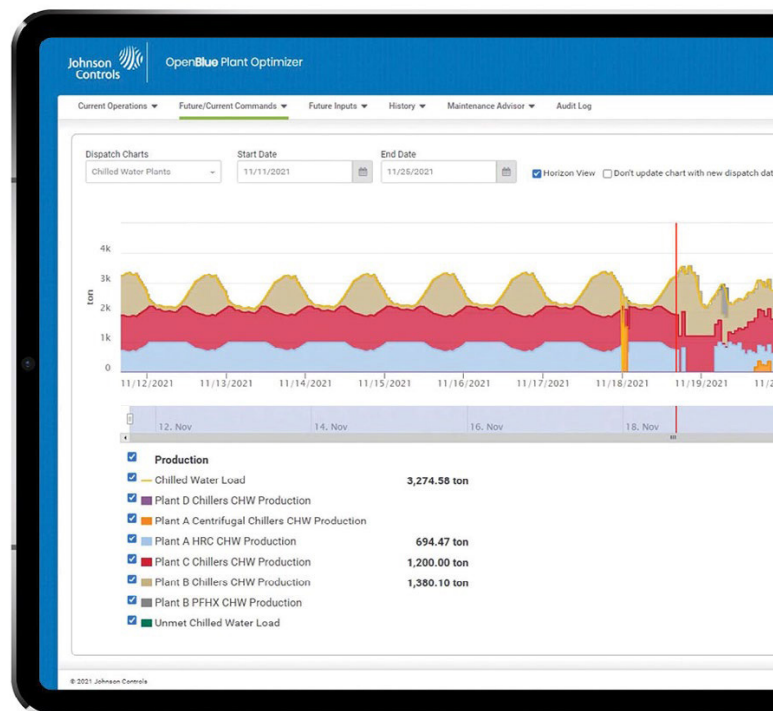 Johnson
Controls
OpenBlue Plant Optimizer
Current Operations Future/Current Commands Future Inputs History Maintenance Advisor Audit Log
Dispatch Charts Start Date End Date
Chilled Water Plants 11/11/2021 11/25/2021 Horizon View Don't update chart with new dispatch dat
4k
3k
2k
1k
0
ton
11/12/2021 11/13/2021 11/14/2021 11/15/2021 11/16/2021 11/17/2021 11/18/2021 11/19/2021 11/2
12. Nov 14. Nov 16. Nov 18. Nov
Production
Chilled Water Load 3,274.58 ton
Plant D Chillers CHW Production
Plant A Centrifugal Chillers CHW Production
Plant A HRC CHW Production 694.47 ton
Plant C Chillers CHW Production 1,200.00 ton
Plant B Chillers CHW Production 1,380.10 ton
Plant B PFHX CHW Production
Unmet Chilled Water Load
© 2021 Johnson Controls